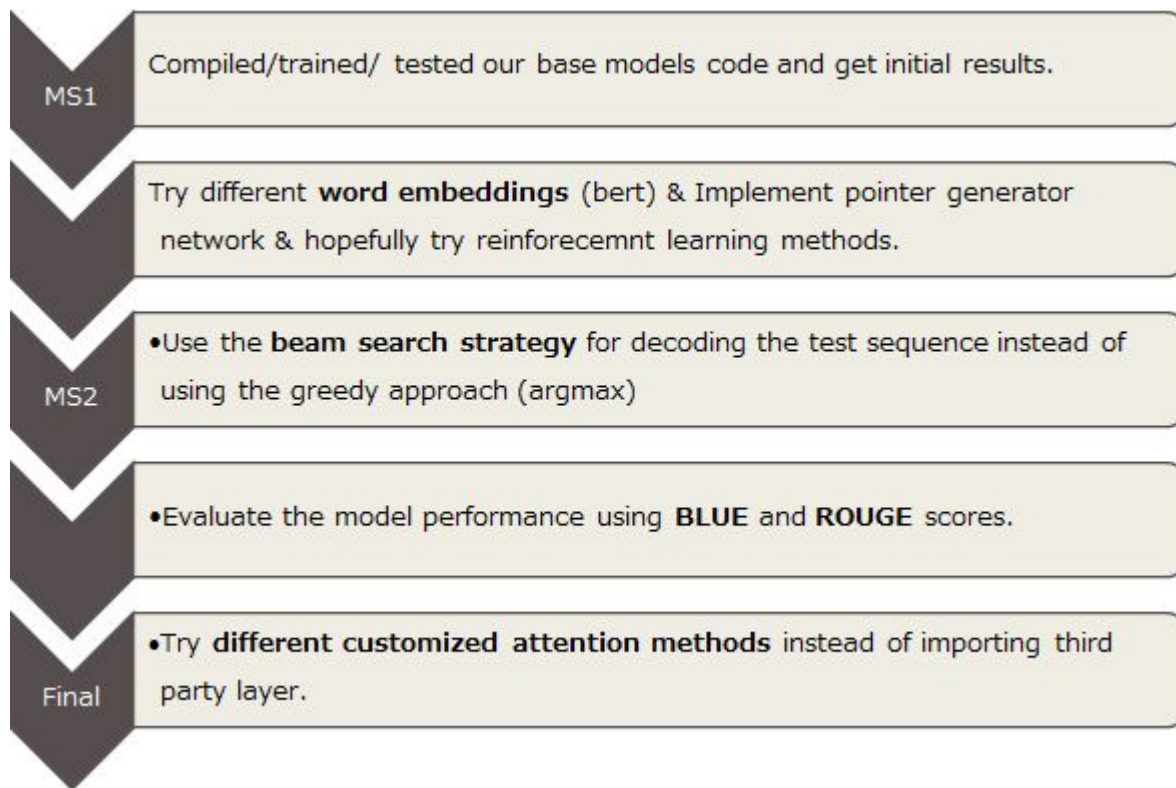 Compiled/trained/ tested our base models code and get initial results.
MS1
Try different word embeddings (bert) & Implement pointer generator
network & hopefully try reinforecemnt learning methods.
•Use the beam search strategy for decoding the test sequence instead of
using the greedy approach (argmax)
MS2
•Evaluate the model performance using BLUE and ROUGE scores.
•Try different customized attention methods instead of importing third
party layer.
Final